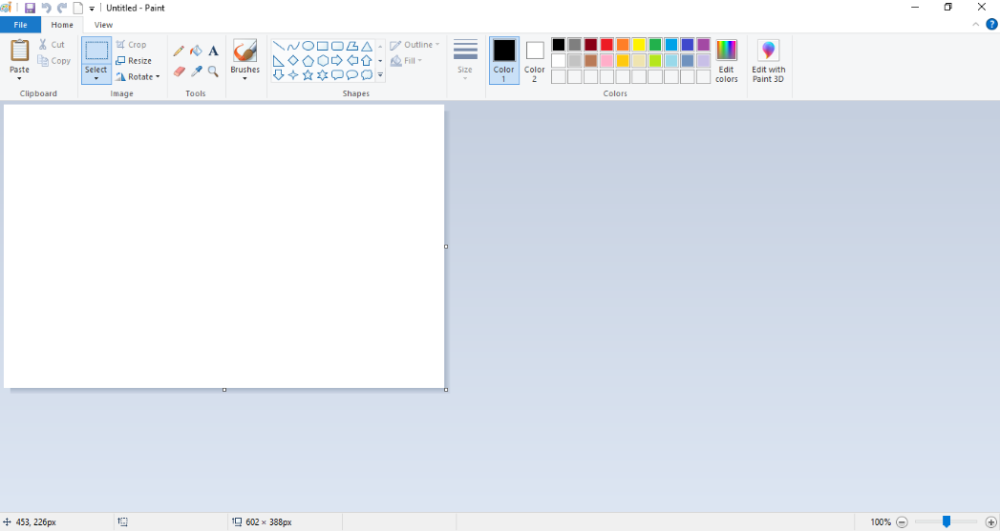 Untitled - Paint
File Home View
Paste
Cut
Copy
Clipboard
Select
Crop
Resize
Rotate
Image
A
Tools
Brushes
Shapes
Outline
Fill
Size
Color
1
Color
2
Colors
Edit
colors
Edit with
Paint 3D
?
453, 226px
602 × 388px
100%